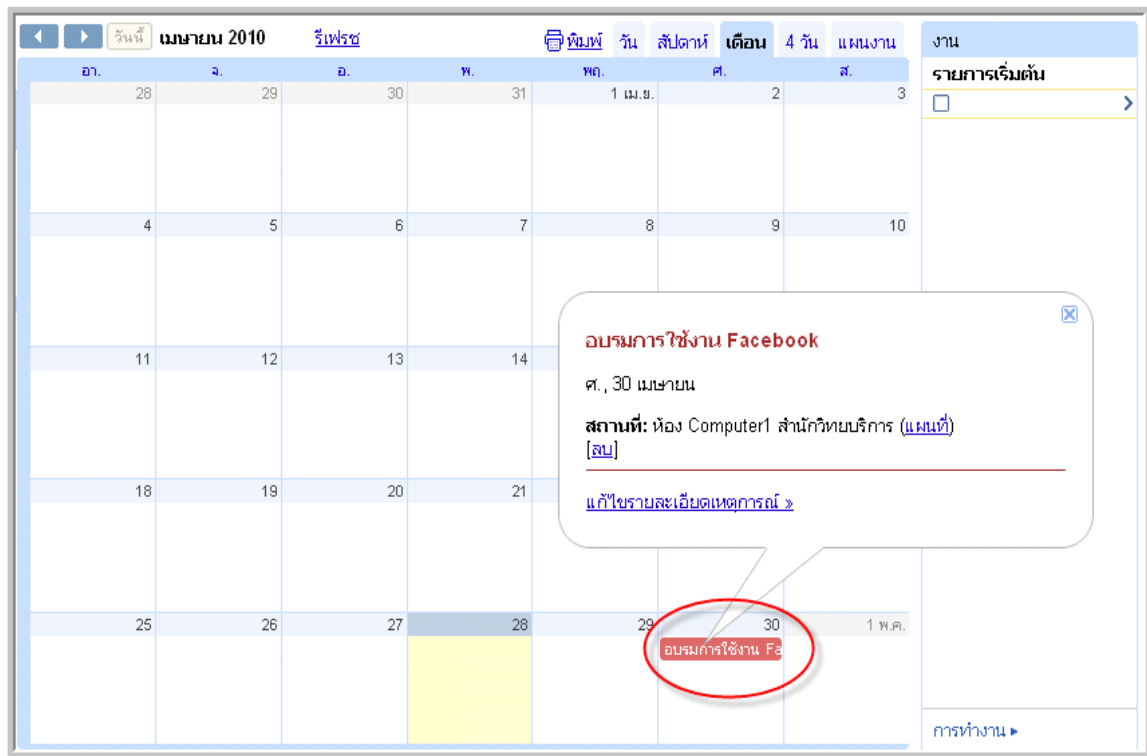 วันนี้ เมษายน 2010 รีเฟรช พิมพ์ วัน สัปดาห์ เดือน 4 วัน แผนงาน
อา. จ. อ. พ. พฤ. ศ. ส.
28 29 30 31 1 เม.ย. 2 3
4 5 6 7 8 9 10
11 12 13 14
18 19 20 21
25 26 27 28 29 30 1 พ.ค.
อบรมการใช้งาน Fa
อบรมการใช้งาน Facebook
ศ., 30 เมษายน
สถานที่: ห้อง Computer1 สำนักวิทยบริการ (แผนที่)
[ลบ]
แก้ไขรายละเอียดเหตุการณ์ »
งาน
รายการเริ่มต้น
การทำงาน ▸